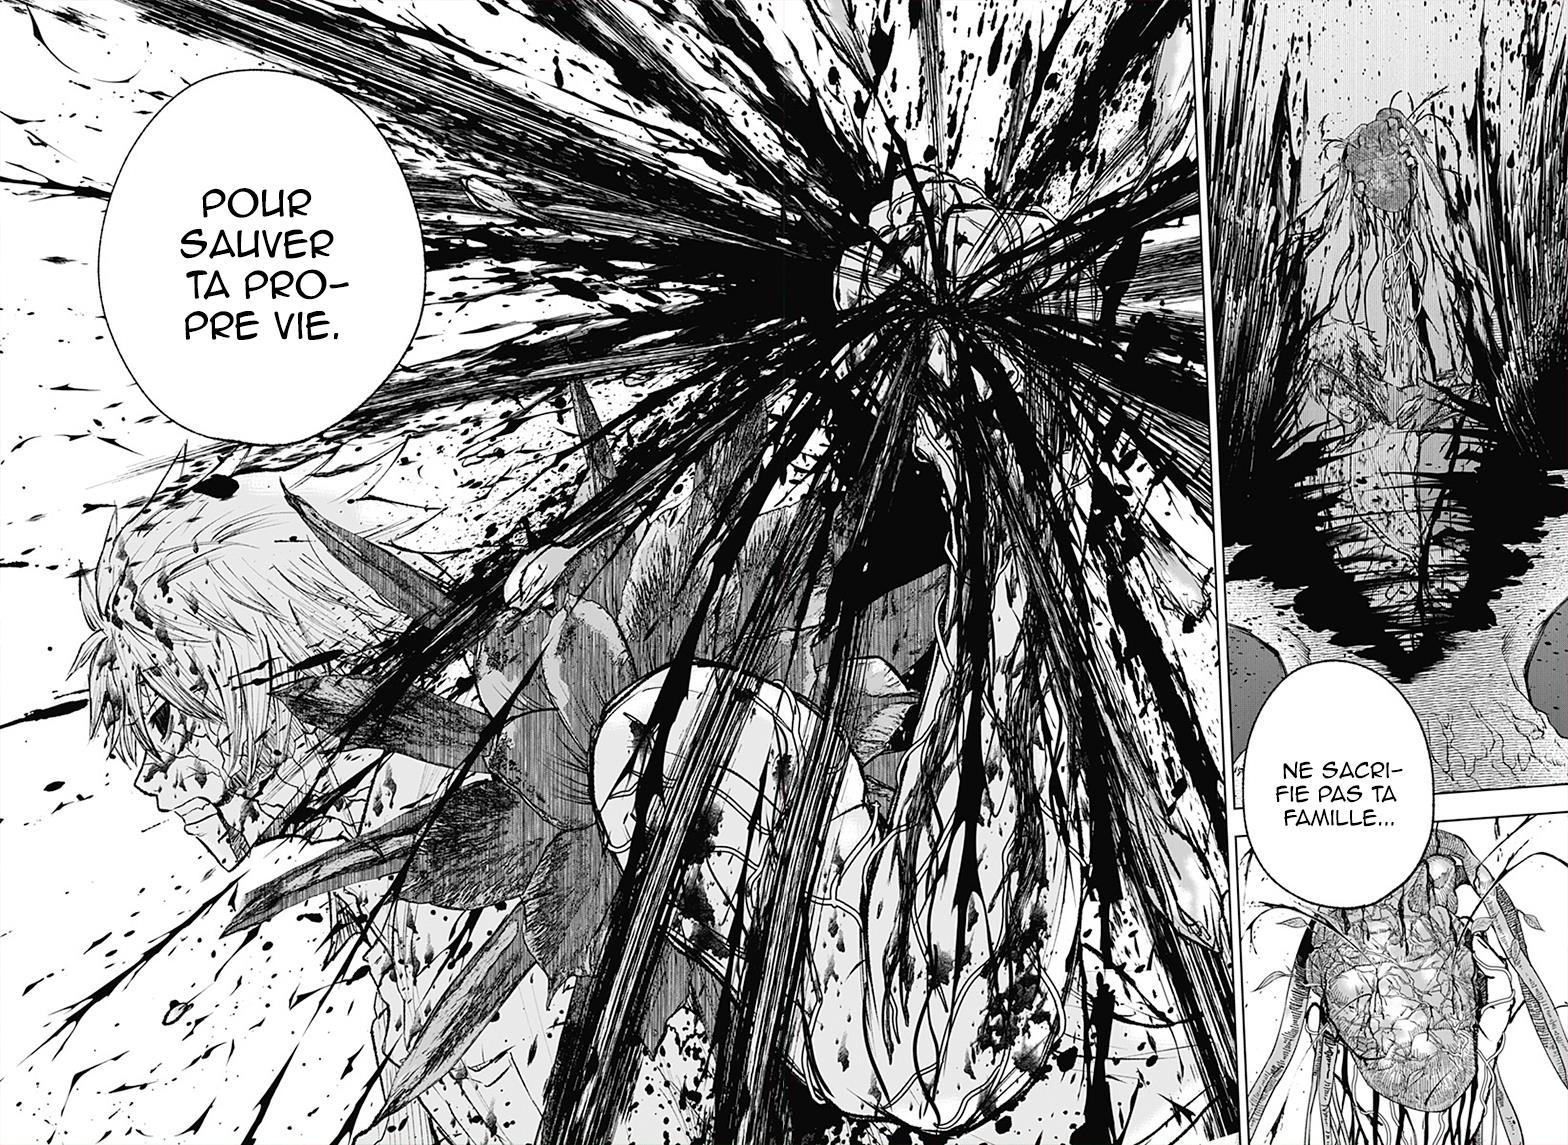 NE SACRI-
FIE PAS TA
FAMILLE...
POUR
SAUVER
TA PRO-
PRE VIE.